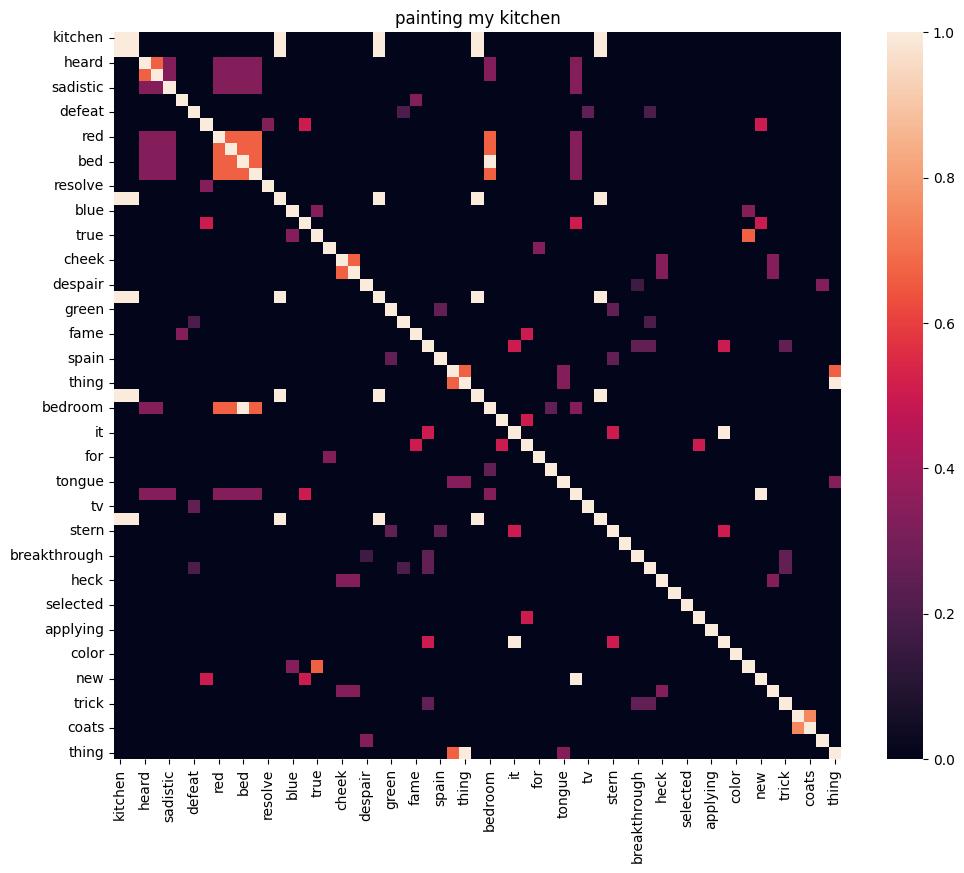 painting my kitchen
kitchen
heard
sadistic
defeat
red
bed
resolve
blue
true
cheek
despair
green
fame
spain
thing
bedroom
it
for
tongue
tv
stern
breakthrough
heck
selected
applying
color
new
trick
coats
thing
kitchen
heard
sadistic
defeat
red
bed
resolve
blue
true
cheek
despair
green
fame
spain
thing
bedroom
it
for
tongue
tv
stern
breakthrough
heck
selected
applying
color
new
trick
coats
thing
1.0
0.8
0.6
0.4
0.2
0.0